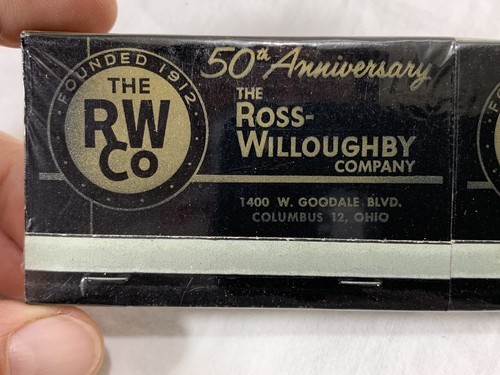 FOUNDED 1912
THE
RW
Co
50th Anniversary
THE
ROSS-
WILLOUGHBY
COMPANY
1400 W. GOODALE BLVD.
COLUMBUS 12, OHIO